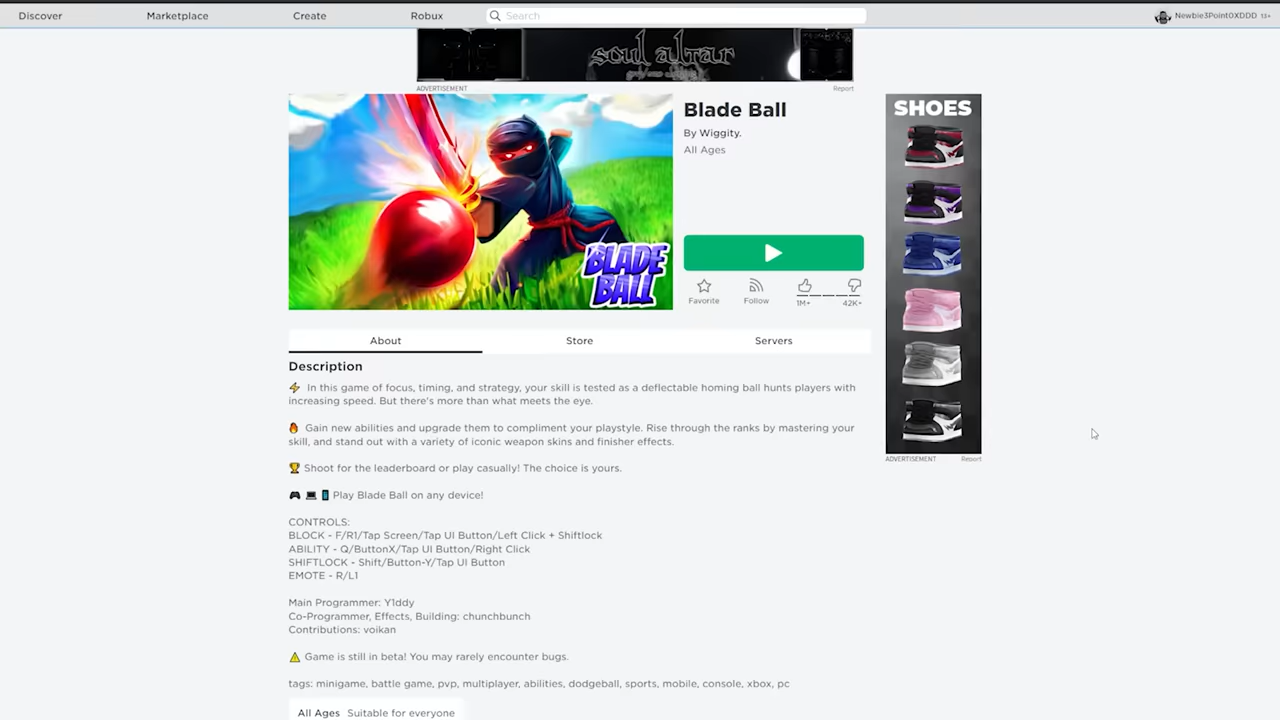 Discover Marketplace Create Robux Search Newbie3Point0XDDD 13+
soul altar
ADVERTISEMENT Report
BLADE
BALL
Blade Ball
By Wiggity.
All Ages
Favorite Follow 1M+ 42K+
SHOES
ADVERTISEMENT Report
About Store Servers
Description
⚡ In this game of focus, timing, and strategy, your skill is tested as a deflectable homing ball hunts players with
increasing speed. But there's more than what meets the eye.
🔥 Gain new abilities and upgrade them to compliment your playstyle. Rise through the ranks by mastering your
skill, and stand out with a variety of iconic weapon skins and finisher effects.
🏆 Shoot for the leaderboard or play casually! The choice is yours.
🎮 💻 📱 Play Blade Ball on any device!
CONTROLS:
BLOCK - F/R1/Tap Screen/Tap UI Button/Left Click + Shiftlock
ABILITY - Q/ButtonX/Tap UI Button/Right Click
SHIFTLOCK - Shift/Button-Y/Tap UI Button
EMOTE - R/L1
Main Programmer: Y1ddy
Co-Programmer, Effects, Building: chunchbunch
Contributions: voikan
⚠️ Game is still in beta! You may rarely encounter bugs.
tags: minigame, battle game, pvp, multiplayer, abilities, dodgeball, sports, mobile, console, xbox, pc
All Ages Suitable for everyone